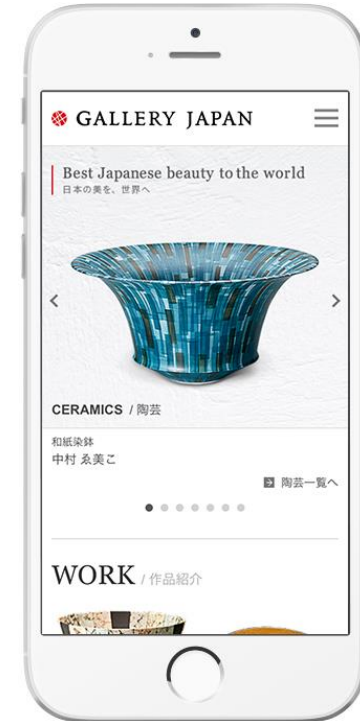 GALLERY JAPAN
Best Japanese beauty to the world
日本の美を、世界へ
CERAMICS / 陶芸
和紙染鉢
中村 ゑ美こ
陶芸一覧へ
WORK / 作品紹介